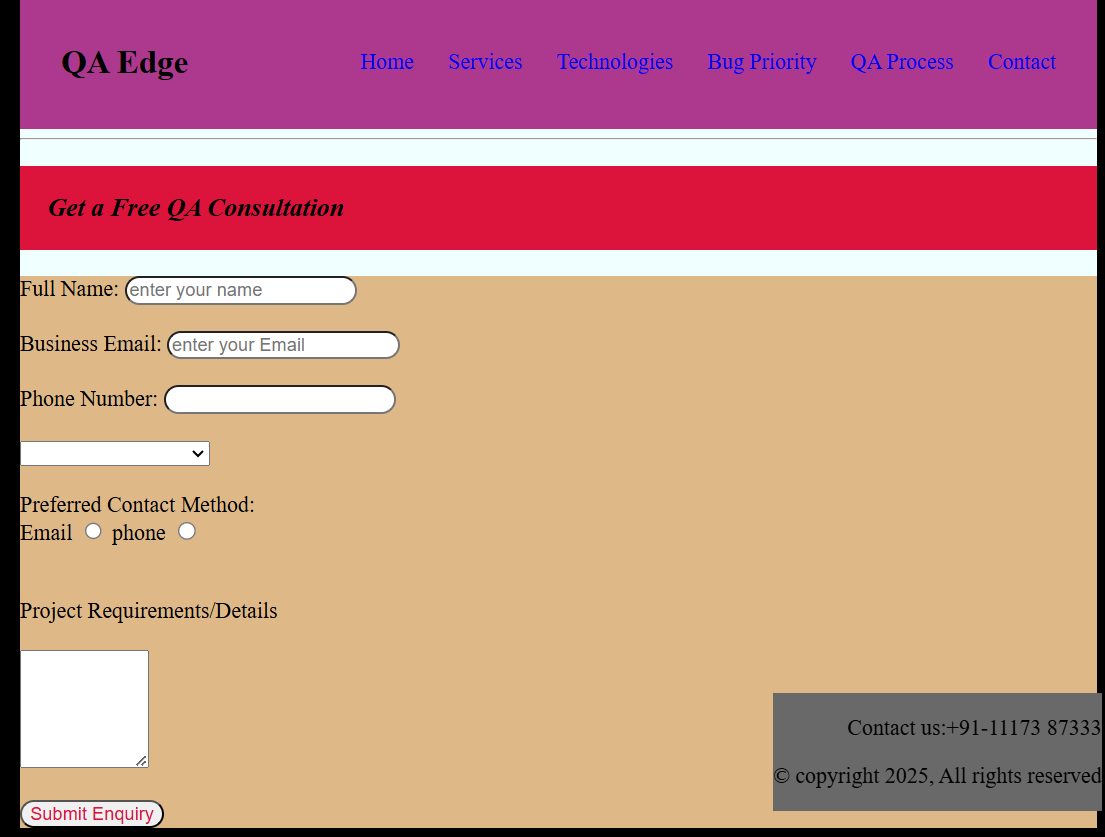 QA Edge
Home Services Technologies Bug Priority QA Process Contact
Get a Free QA Consultation
Full Name: enter your name
Business Email: enter your Email
Phone Number:
Preferred Contact Method:
Email phone
Project Requirements/Details
Contact us:+91-11173 87333
© copyright 2025, All rights reserved
Submit Enquiry